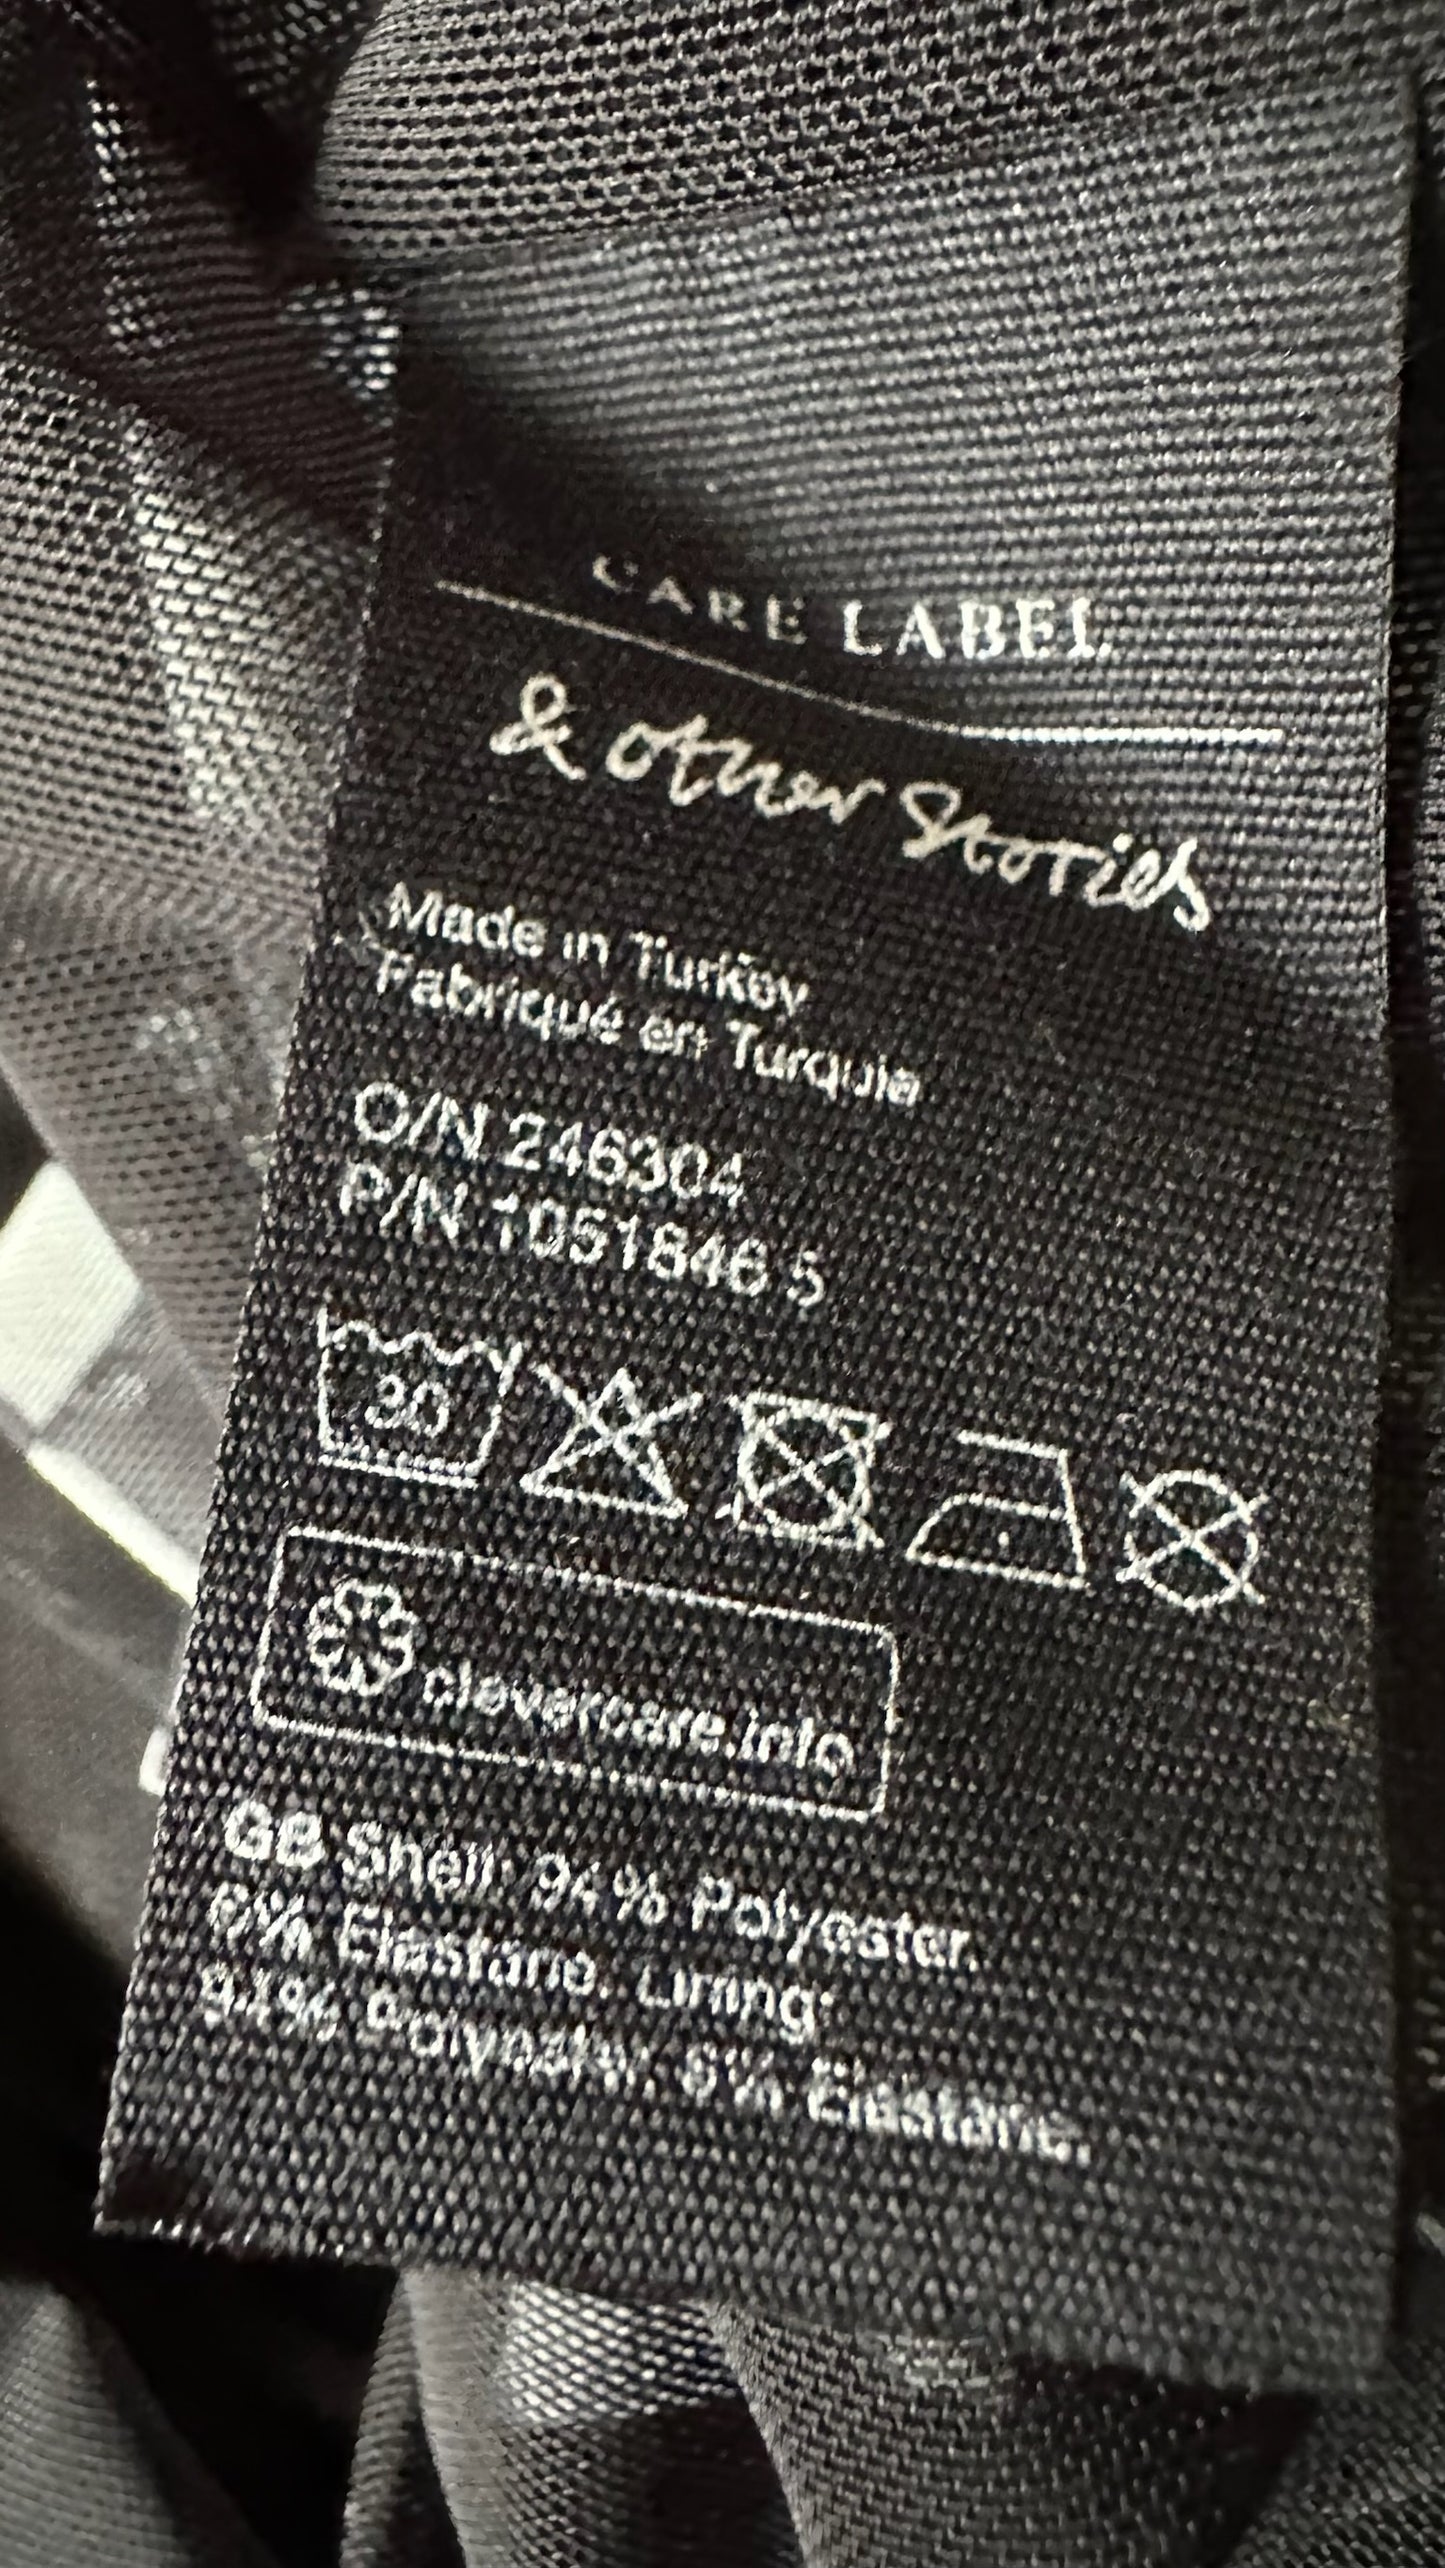 CARE LABEL
& other Stories
Made in Turkey
Fabriqué en Turquie
O/N 246304
P/N 1051846 5
30
clevercare.info
GB Shell: 94% Polyester.
6% Elastane. Lining:
94% Polyester. 6% Elastane.